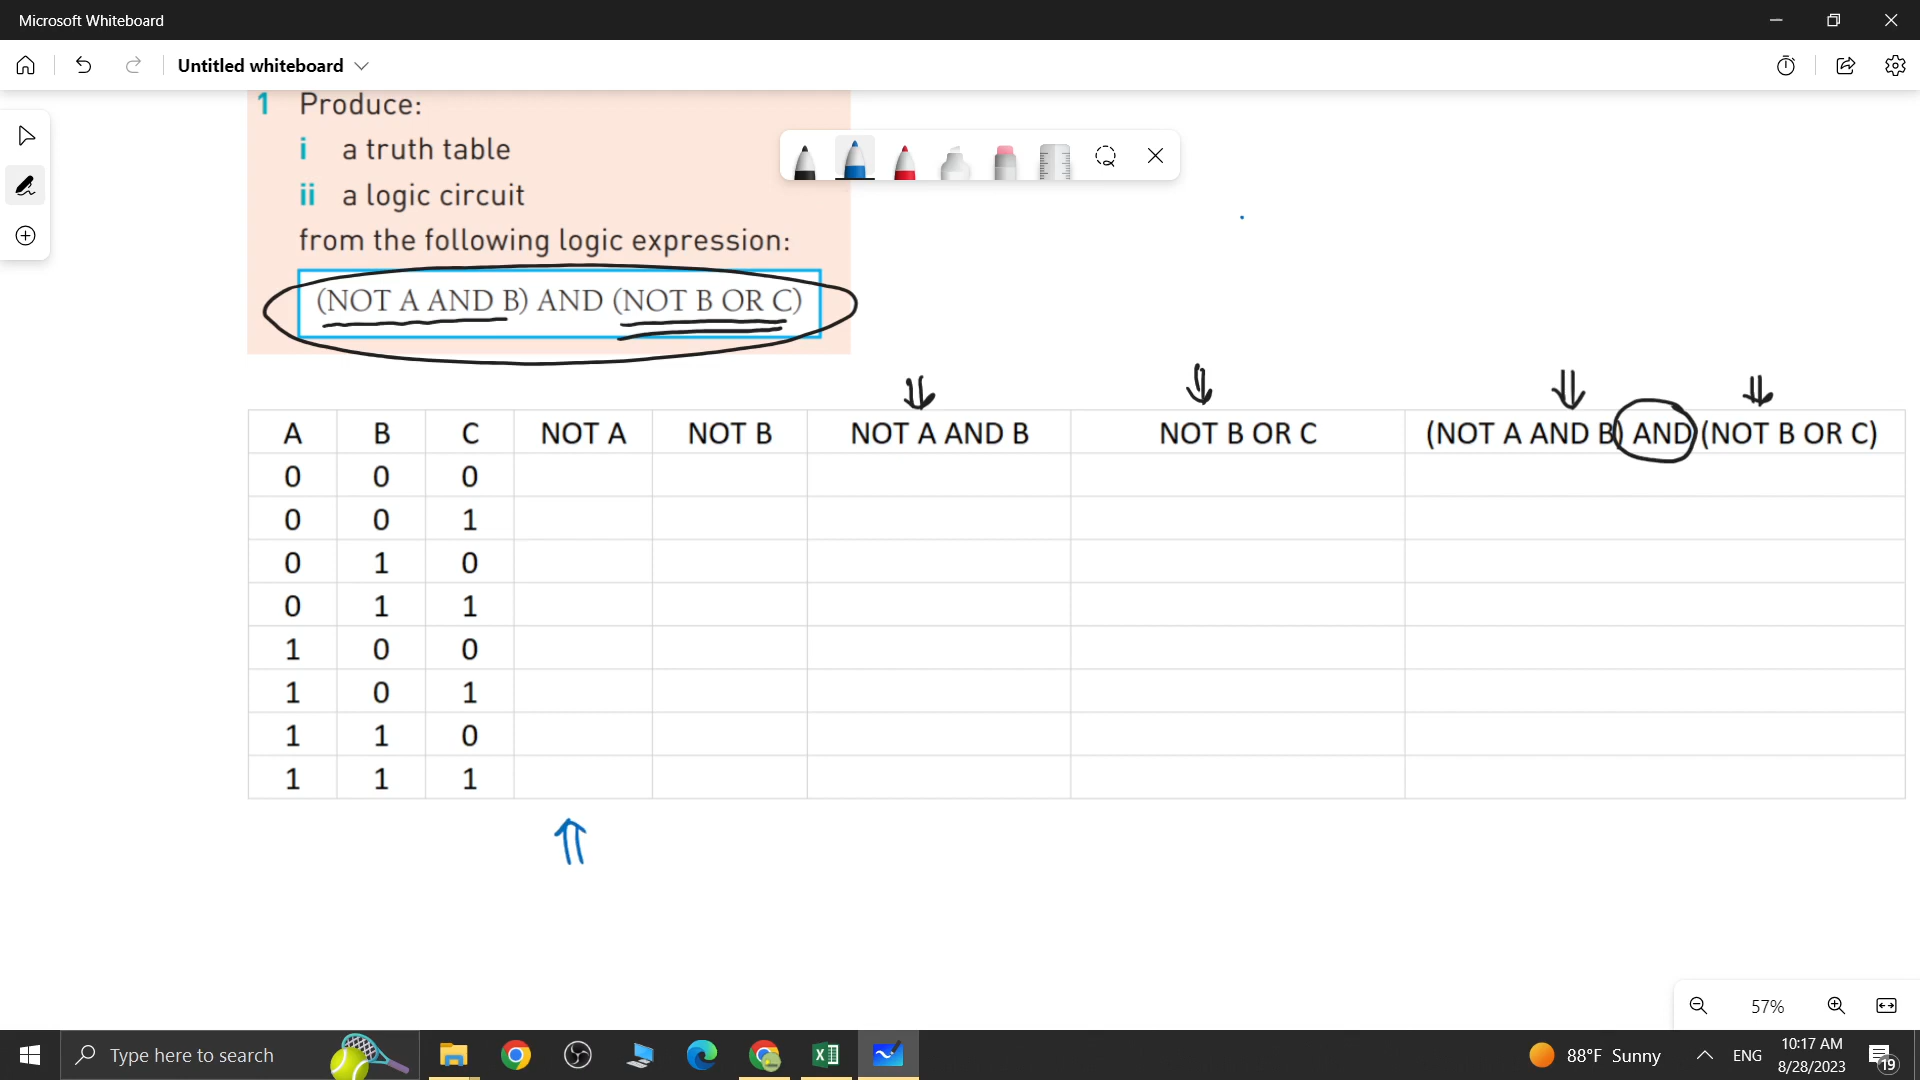 Microsoft Whiteboard
Untitled whiteboard
1 Produce:
i a truth table
ii a logic circuit
from the following logic expression:
(NOT A AND B) AND (NOT B OR C)
A B C NOT A NOT B NOT A AND B NOT B OR C (NOT A AND B) AND (NOT B OR C)
0 0 0
0 0 1
0 1 0
0 1 1
1 0 0
1 0 1
1 1 0
1 1 1
57%
Type here to search
88°F Sunny
ENG
10:17 AM
8/28/2023
19